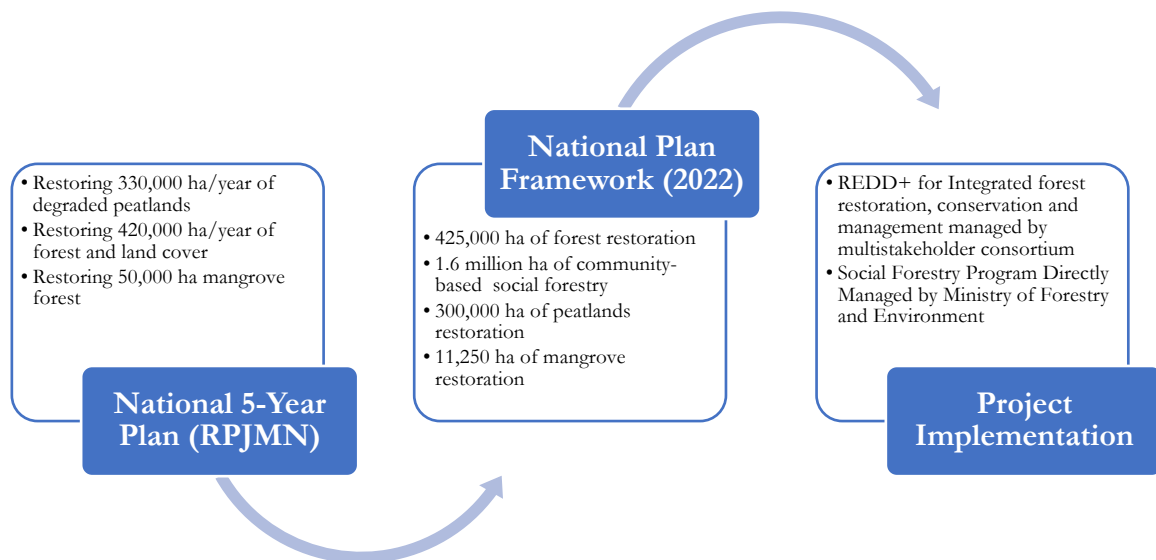 • Restoring 330,000 ha/year of
degraded peatlands
• Restoring 420,000 ha/year of
forest and land cover
• Restoring 50,000 ha mangrove
forest
National 5-Year
Plan (RPJMN)
National Plan
Framework (2022)
• 425,000 ha of forest restoration
• 1.6 million ha of community-
based social forestry
• 300,000 ha of peatlands
restoration
• 11,250 ha of mangrove
restoration
• REDD+ for Integrated forest
restoration, conservation and
management managed by
multistakeholder consortium
• Social Forestry Program Directly
Managed by Ministry of Forestry
and Environment
Project
Implementation